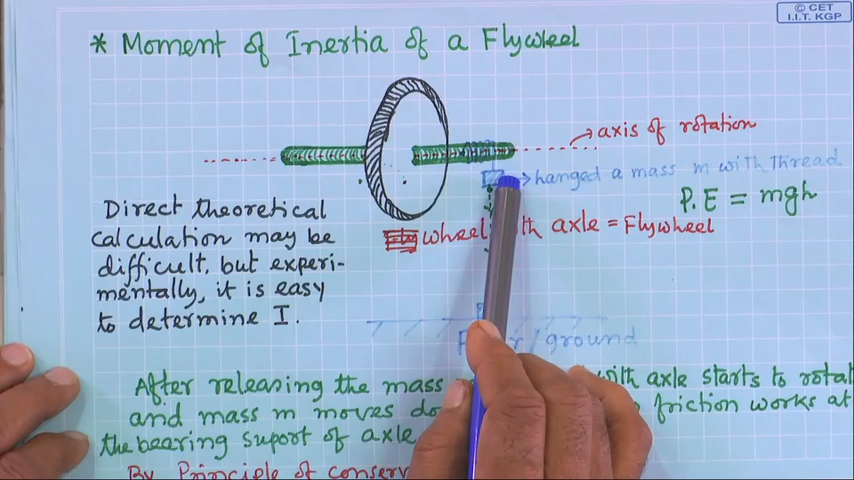 © CET
I.I.T. KGP
* Moment of Inertia of a Flywheel
axis of rotation
hanged a mass m with thread
P.E = mgh
wheel with axle = Flywheel
Direct theoretical
calculation may be
difficult, but experi-
mentally, it is easy
to determine I.
/ground
After releasing the mass with axle starts to rotat
and mass m moves do friction works at
the bearing suport of axle
By Principle of conserv